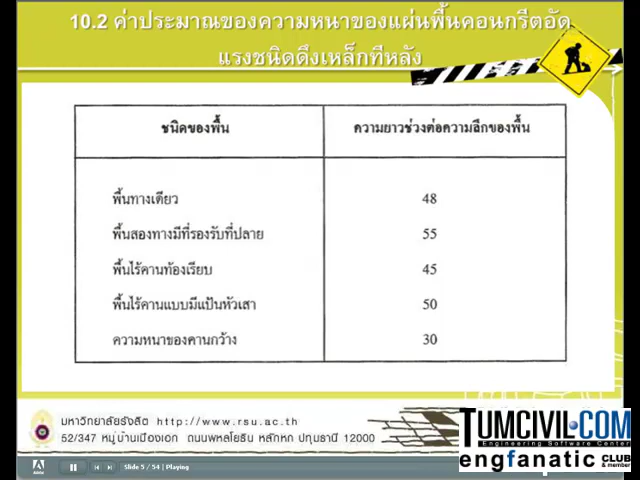 10.2 ค่าประมาณของความหนาของแผ่นพื้นคอนกรีตอัด
แรงชนิดดึงเหล็กทีหลัง
ชนิดของพื้น ความยาวช่วงต่อความลึกของพื้น
พื้นทางเดียว 48
พื้นสองทางมีที่รองรับที่ปลาย 55
พื้นไร้คานท้องเรียบ 45
พื้นไร้คานแบบมีแป้นหัวเสา 50
ความหนาของคานกว้าง 30
มหาวิทยาลัยรังสิต http://www.rsu.ac.th
52/347 หมู่บ้านเมืองเอก ถนนพหลโยธิน หลักหก ปทุมธานี 12000
TUMCIVIL.COM
Engineering Software Center
engfanatic CLUB
& member
Slide 5 / 54 | Playing